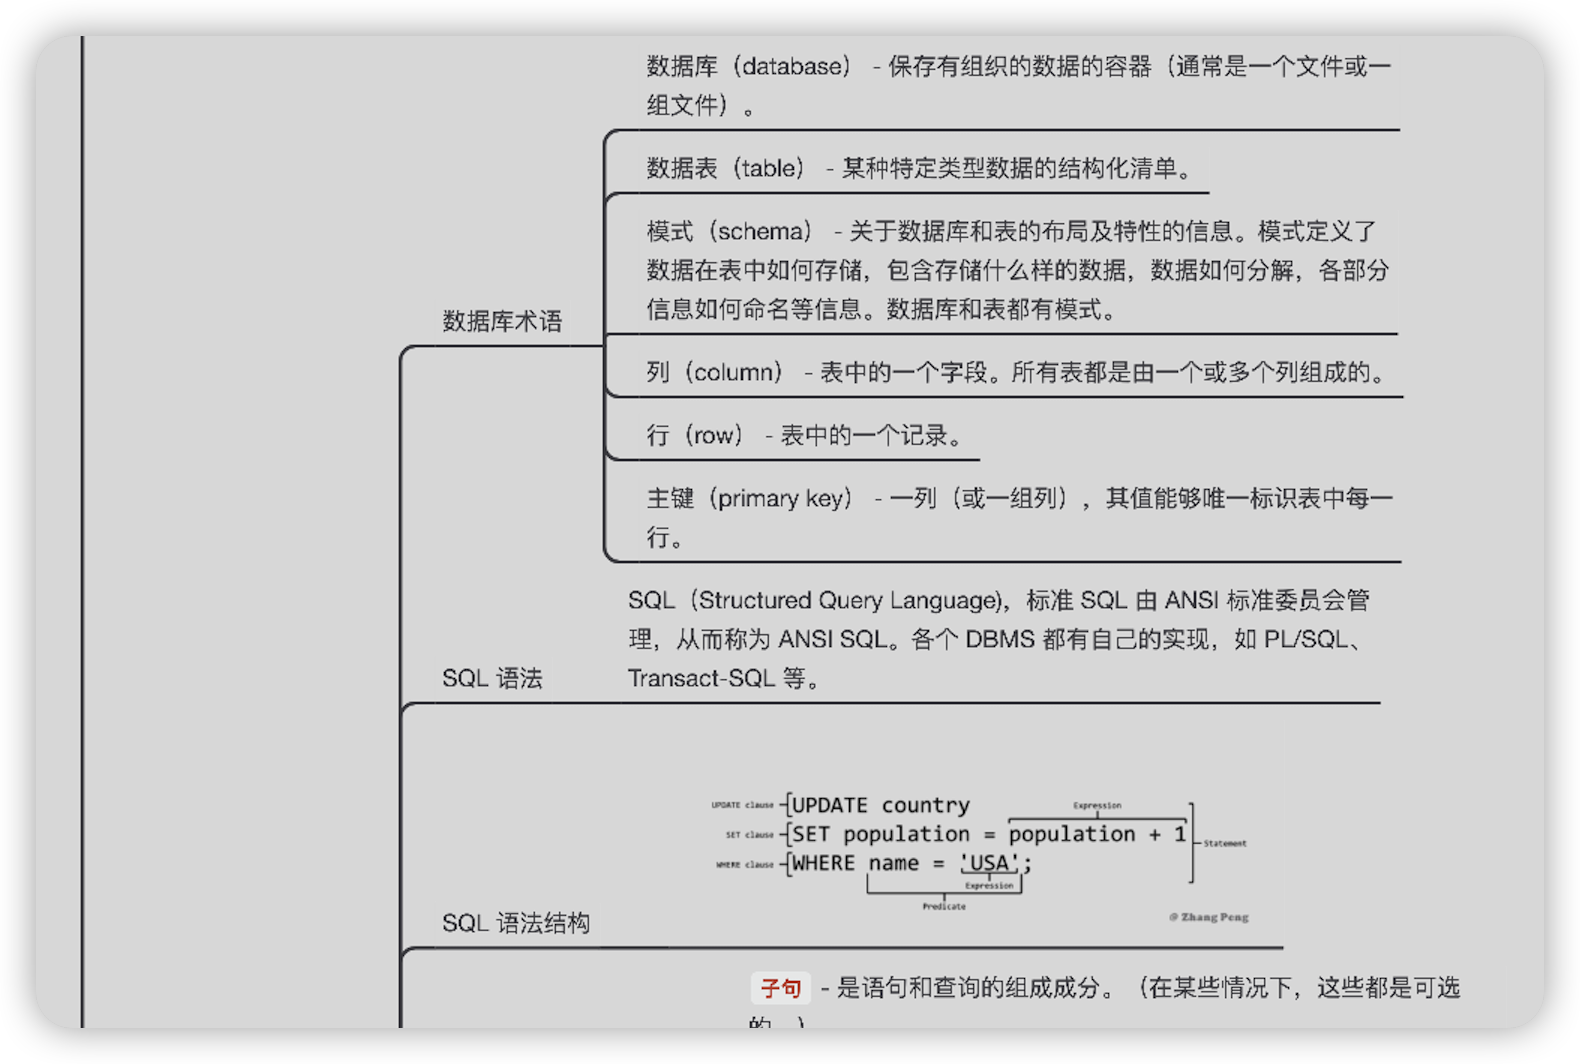 数据库（database） - 保存有组织的数据的容器（通常是一个文件或一
组文件）。
数据表（table） - 某种特定类型数据的结构化清单。
模式（schema） - 关于数据库和表的布局及特性的信息。模式定义了
数据在表中如何存储，包含存储什么样的数据，数据如何分解，各部分
信息如何命名等信息。数据库和表都有模式。
数据库术语
列（column） - 表中的一个字段。所有表都是由一个或多个列组成的。
行（row） - 表中的一个记录。
主键（primary key） - 一列（或一组列），其值能够唯一标识表中每一
行。
SQL（Structured Query Language)，标准 SQL 由 ANSI 标准委员会管
理，从而称为 ANSI SQL。各个 DBMS 都有自己的实现，如 PL/SQL、
Transact-SQL 等。
SQL 语法
UPDATE clause UPDATE country
Expression
SET clause SET population = population + 1
Statement
WHERE clause WHERE name = 'USA';
Expression
Predicate
@ Zhang Peng
SQL 语法结构
子句 - 是语句和查询的组成成分。（在某些情况下，这些都是可选